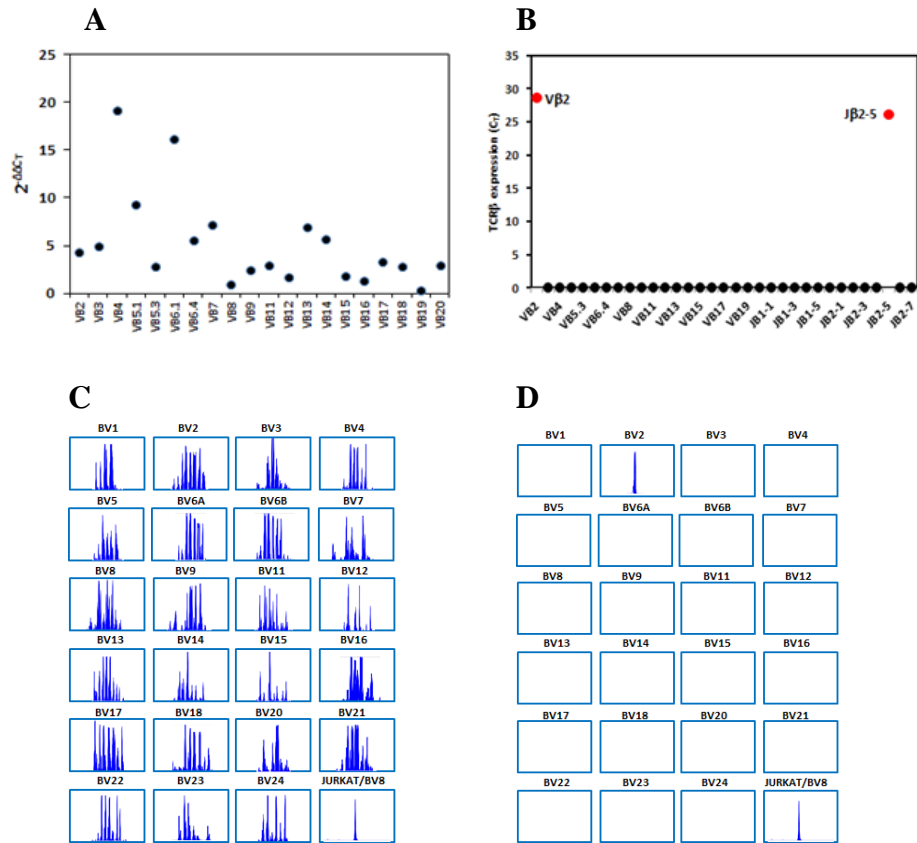 A
25
20
15
10
5
0
2-ΔΔCT
VB2
VB3
VB4
VB5.1
VB5.3
VB6.1
VB6.4
VB7
VB8
VB9
VB11
VB12
VB13
VB14
VB15
VB16
VB17
VB18
VB19
VB20
B
35
30
25
20
15
10
5
0
TCRβ expression (CT)
Vβ2
Jβ2-5
VB2
VB4
VB5.3
VB6.4
VB8
VB11
VB13
VB15
VB17
VB19
JB1-1
JB1-3
JB1-5
JB2-1
JB2-3
JB2-5
JB2-7
C
BV1 BV2 BV3 BV4
BV5 BV6A BV6B BV7
BV8 BV9 BV11 BV12
BV13 BV14 BV15 BV16
BV17 BV18 BV20 BV21
BV22 BV23 BV24 JURKAT/BV8
D
BV1 BV2 BV3 BV4
BV5 BV6A BV6B BV7
BV8 BV9 BV11 BV12
BV13 BV14 BV15 BV16
BV17 BV18 BV20 BV21
BV22 BV23 BV24 JURKAT/BV8